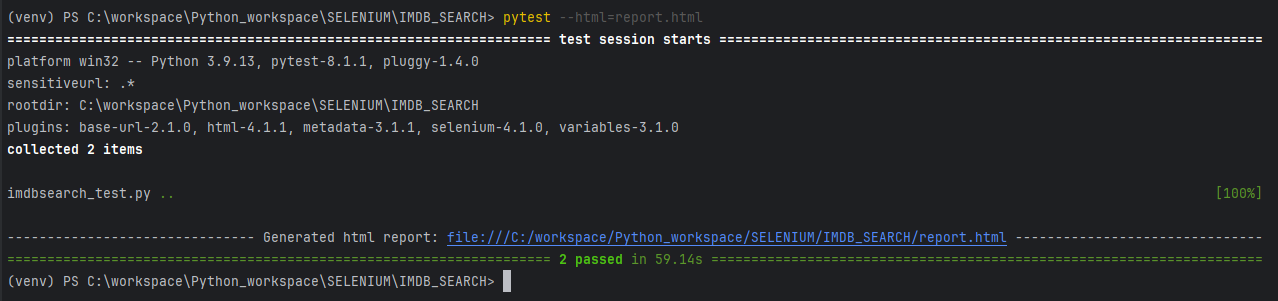 (venv) PS C:\workspace\Python_workspace\SELENIUM\IMDB_SEARCH> pytest --html=report.html
==================================================================== test session starts ====================================================================
platform win32 -- Python 3.9.13, pytest-8.1.1, pluggy-1.4.0
sensitiveurl: .*
rootdir: C:\workspace\Python_workspace\SELENIUM\IMDB_SEARCH
plugins: base-url-2.1.0, html-4.1.1, metadata-3.1.1, selenium-4.1.0, variables-3.1.0
collected 2 items
imdbsearch_test.py .. [100%]
------------------------------- Generated html report: file:///C:/workspace/Python_workspace/SELENIUM/IMDB_SEARCH/report.html -------------------------------
==================================================================== 2 passed in 59.14s =====================================================================
(venv) PS C:\workspace\Python_workspace\SELENIUM\IMDB_SEARCH>